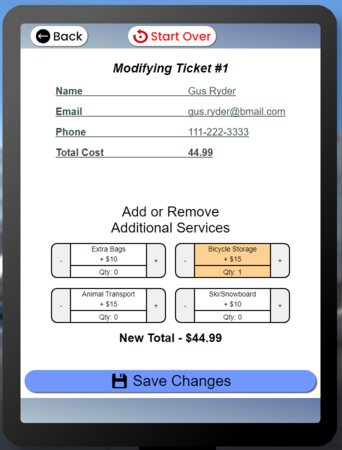 Back
Start Over
Modifying Ticket #1
Name Gus Ryder
Email gus.ryder@bmail.com
Phone 111-222-3333
Total Cost 44.99
Add or Remove
Additional Services
- Extra Bags +
+ $10
Qty: 0
- Bicycle Storage +
+ $15
Qty: 1
- Animal Transport +
+ $15
Qty: 0
- Ski/Snowboard +
+ $10
Qty: 0
New Total - $44.99
Save Changes